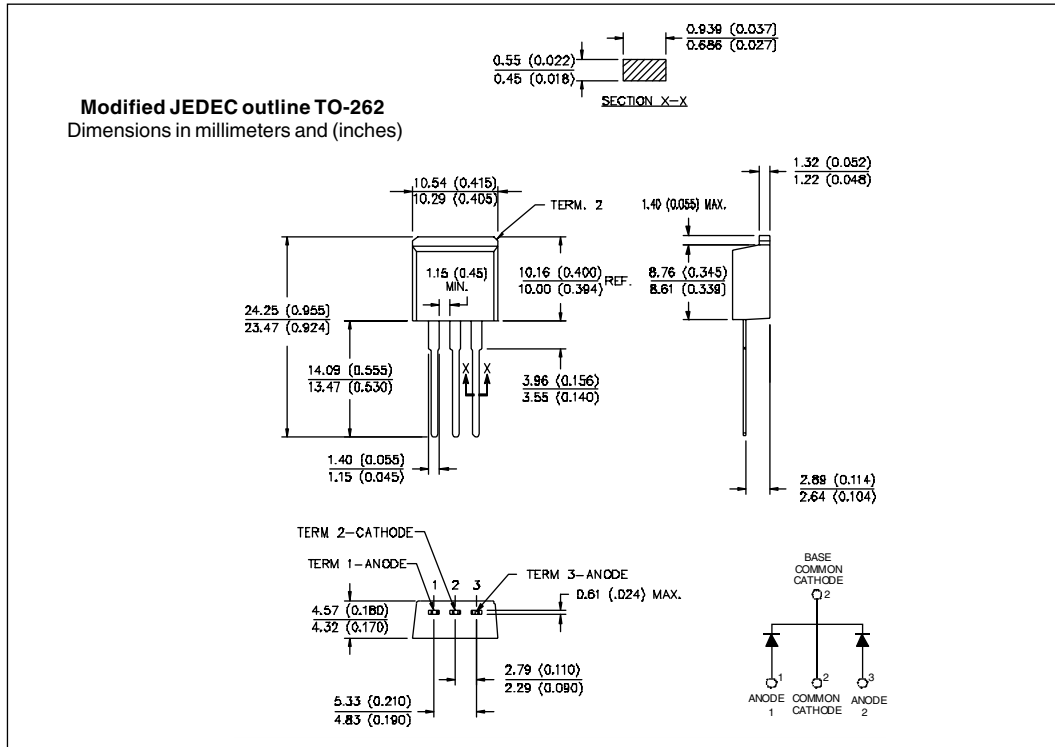 0.939 (0.037)
0.686 (0.027)
0.55 (0.022)
0.45 (0.018)
SECTION X-X
Modified JEDEC outline TO-262
Dimensions in millimeters and (inches)
10.54 (0.415)
10.29 (0.405)
TERM. 2
1.32 (0.052)
1.22 (0.048)
1.40 (0.055) MAX.
1.15 (0.45)
MIN.
10.16 (0.400)
10.00 (0.394)
REF.
8.76 (0.345)
8.61 (0.339)
24.25 (0.955)
23.47 (0.924)
14.09 (0.555)
13.47 (0.530)
X X
3.96 (0.156)
3.55 (0.140)
1.40 (0.055)
1.15 (0.045)
2.89 (0.114)
2.64 (0.104)
TERM 2-CATHODE
TERM 1-ANODE
TERM 3-ANODE
1 2 3
0.61 (.024) MAX.
4.57 (0.180)
4.32 (0.170)
2.79 (0.110)
2.29 (0.090)
5.33 (0.210)
4.83 (0.190)
BASE
COMMON
CATHODE
2
1 2 3
ANODE COMMON ANODE
1 CATHODE 2